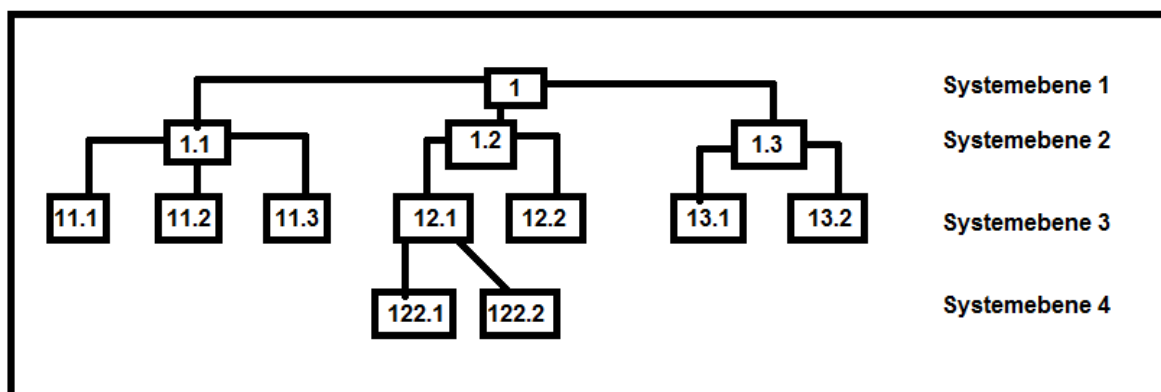 1 Systemebene 1
1.1 1.2 1.3 Systemebene 2
11.1 11.2 11.3 12.1 12.2 13.1 13.2 Systemebene 3
122.1 122.2 Systemebene 4